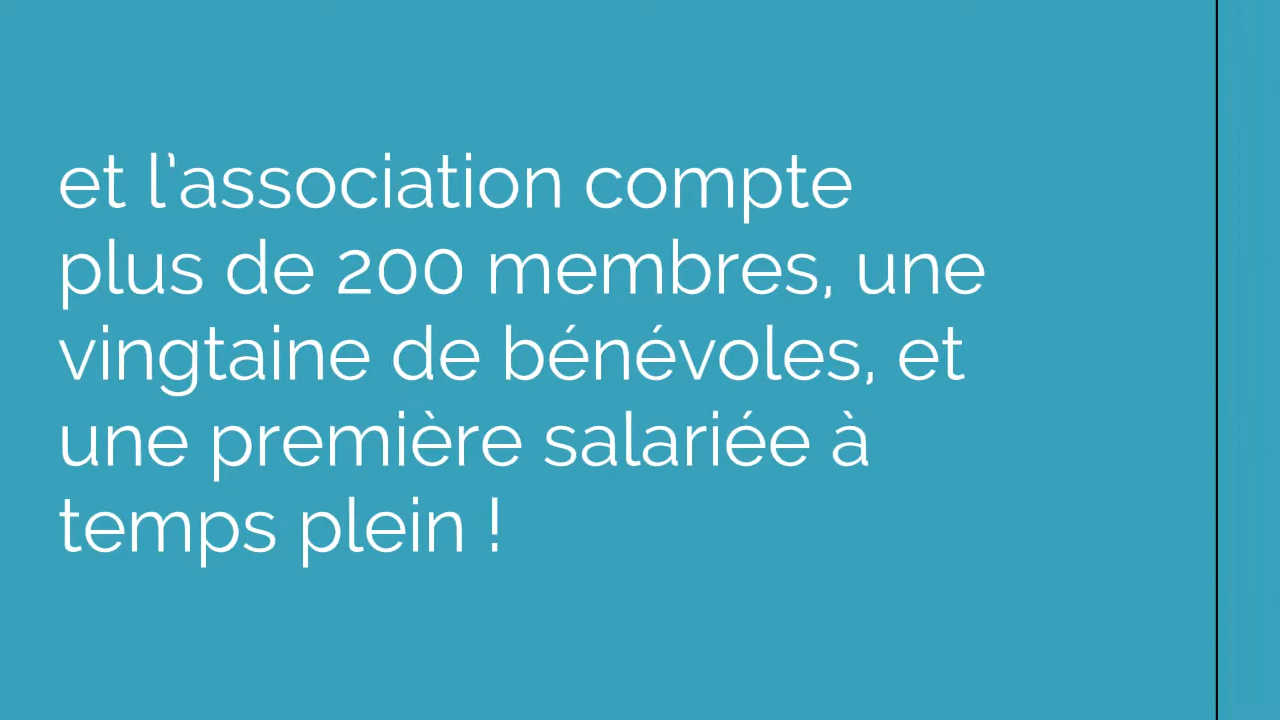 et l’association compte
plus de 200 membres, une
vingtaine de bénévoles, et
une première salariée à
temps plein !